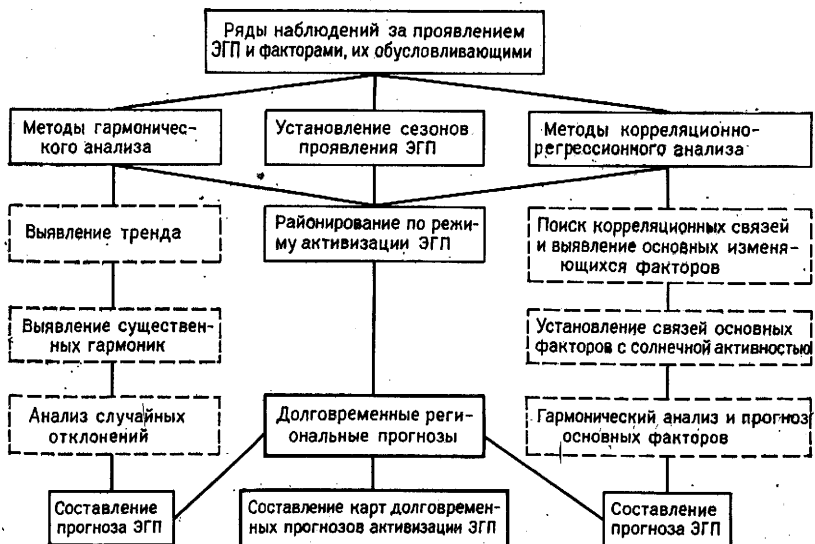 Ряды наблюдений за проявлением
ЭГП и факторами, их обусловливающими
Методы гармоничес-
кого анализа
Установление сезонов
проявления ЭГП
Методы корреляционно-
регрессионного анализа
Выявление тренда
Районирование по режи-
му активизации ЭГП
Поиск корреляционных связей
и выявление основных изменя-
ющихся факторов
Выявление существен-
ных гармоник
Установление связей основных
факторов с солнечной активностью
Анализ случайных
отклонений
Долговременные реги-
ональные прогнозы
Гармонический анализ и прогноз
основных факторов
Составление
прогноза ЭГП
Составление карт долговремен-
ных прогнозов активизации ЭГП
Составление
прогноза ЭГП